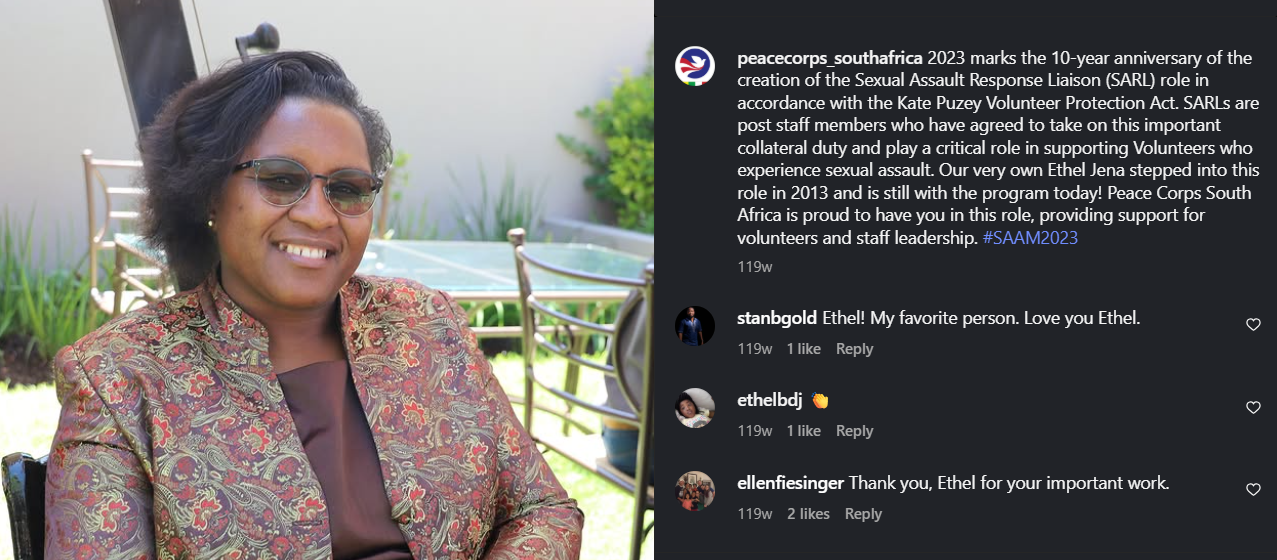 peacecorps_southafrica 2023 marks the 10-year anniversary of the
creation of the Sexual Assault Response Liaison (SARL) role in
accordance with the Kate Puzey Volunteer Protection Act. SARLs are
post staff members who have agreed to take on this important
collateral duty and play a critical role in supporting Volunteers who
experience sexual assault. Our very own Ethel Jena stepped into this
role in 2013 and is still with the program today! Peace Corps South
Africa is proud to have you in this role, providing support for
volunteers and staff leadership. #SAAM2023
119w
stanbgold Ethel! My favorite person. Love you Ethel.
119w 1 like Reply
ethelbdj 👏
119w 1 like Reply
ellenfiesinger Thank you, Ethel for your important work.
119w 2 likes Reply